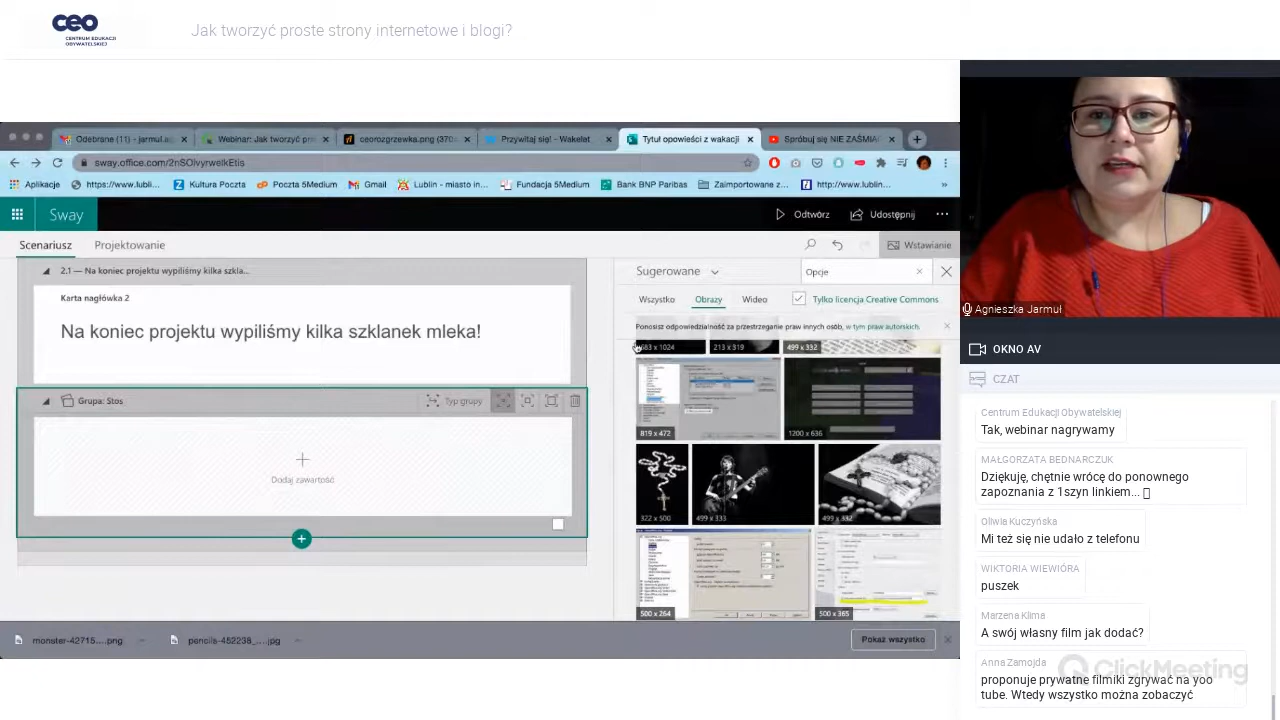 ceo
CENTRUM EDUKACJI
OBYWATELSKIEJ
Jak tworzyć proste strony internetowe i blogi?
Odebrane (11) - jarmul.a
Webinar: Jak tworzyć pro
ceorozgrzewka.png (370
Przywitaj się! - Wakelet
Tytuł opowieści z wakacji
Spróbuj się NIE ZAŚMIA
sway.office.com/2nSOlvyrwelkEtis
Aplikacje
https://www.lubli...
Kultura Poczta
Poczta 5Medium
Gmail
Lublin - miasto in...
Fundacja 5Medium
Bank BNP Paribas
Zaimportowane z...
http://www.lublin...
Sway
Odtwórz
Udostępnij
Scenariusz
Projektowanie
Wstawianie
2.1 — Na koniec projektu wypiliśmy kilka szkla...
Karta nagłówka 2
Na koniec projektu wypiliśmy kilka szklanek mleka!
Grupa: Stos
Typ grupy
Dodaj zawartość
Sugerowane
Opcje
Wszystko
Obrazy
Wideo
Tylko licencja Creative Commons
Ponosisz odpowiedzialność za przestrzeganie praw innych osób, w tym praw autorskich.
683 x 1024
213 x 319
499 x 332
819 x 472
1200 x 636
322 x 500
499 x 333
499 x 332
500 x 264
500 x 365
monster-42715....png
pencils-452238_....jpg
Pokaż wszystko
Agnieszka Jarmuł
OKNO AV
CZAT
Centrum Edukacji Obywatelskiej
Tak, webinar nagrywamy
MAŁGORZATA BEDNARCZUK
Dziękuję, chętnie wrócę do ponownego
zapoznania z 1szyn linkiem...
Oliwia Kuczyńska
Mi też się nie udalo z telefonu
WIKTORIA WIEWIÓRA
puszek
Marzena Klima
A swój własny film jak dodać?
Anna Zamojda
proponuje prywatne filmiki zgrywać na yoo
tube. Wtedy wszystko można zobaczyć
ClickMeeting